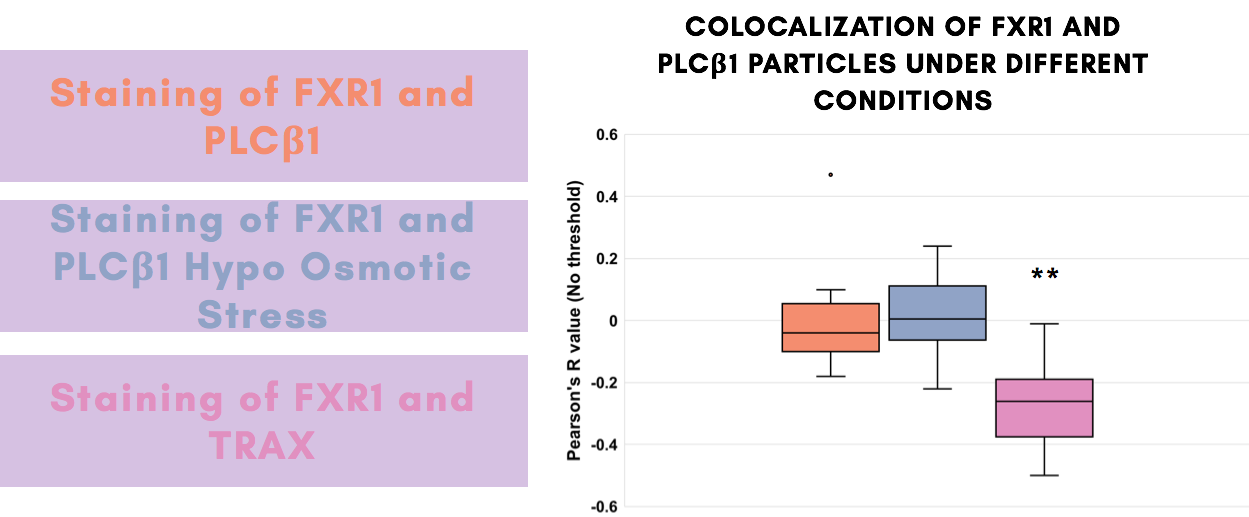 Staining of FXR1 and
PLCβ1
Staining of FXR1 and
PLCβ1 Hypo Osmotic
Stress
Staining of FXR1 and
TRAX
COLOCALIZATION OF FXR1 AND
PLCβ1 PARTICLES UNDER DIFFERENT
CONDITIONS
Pearson's R value (No threshold)
0.6
0.4
0.2
0
-0.2
-0.4
-0.6
**